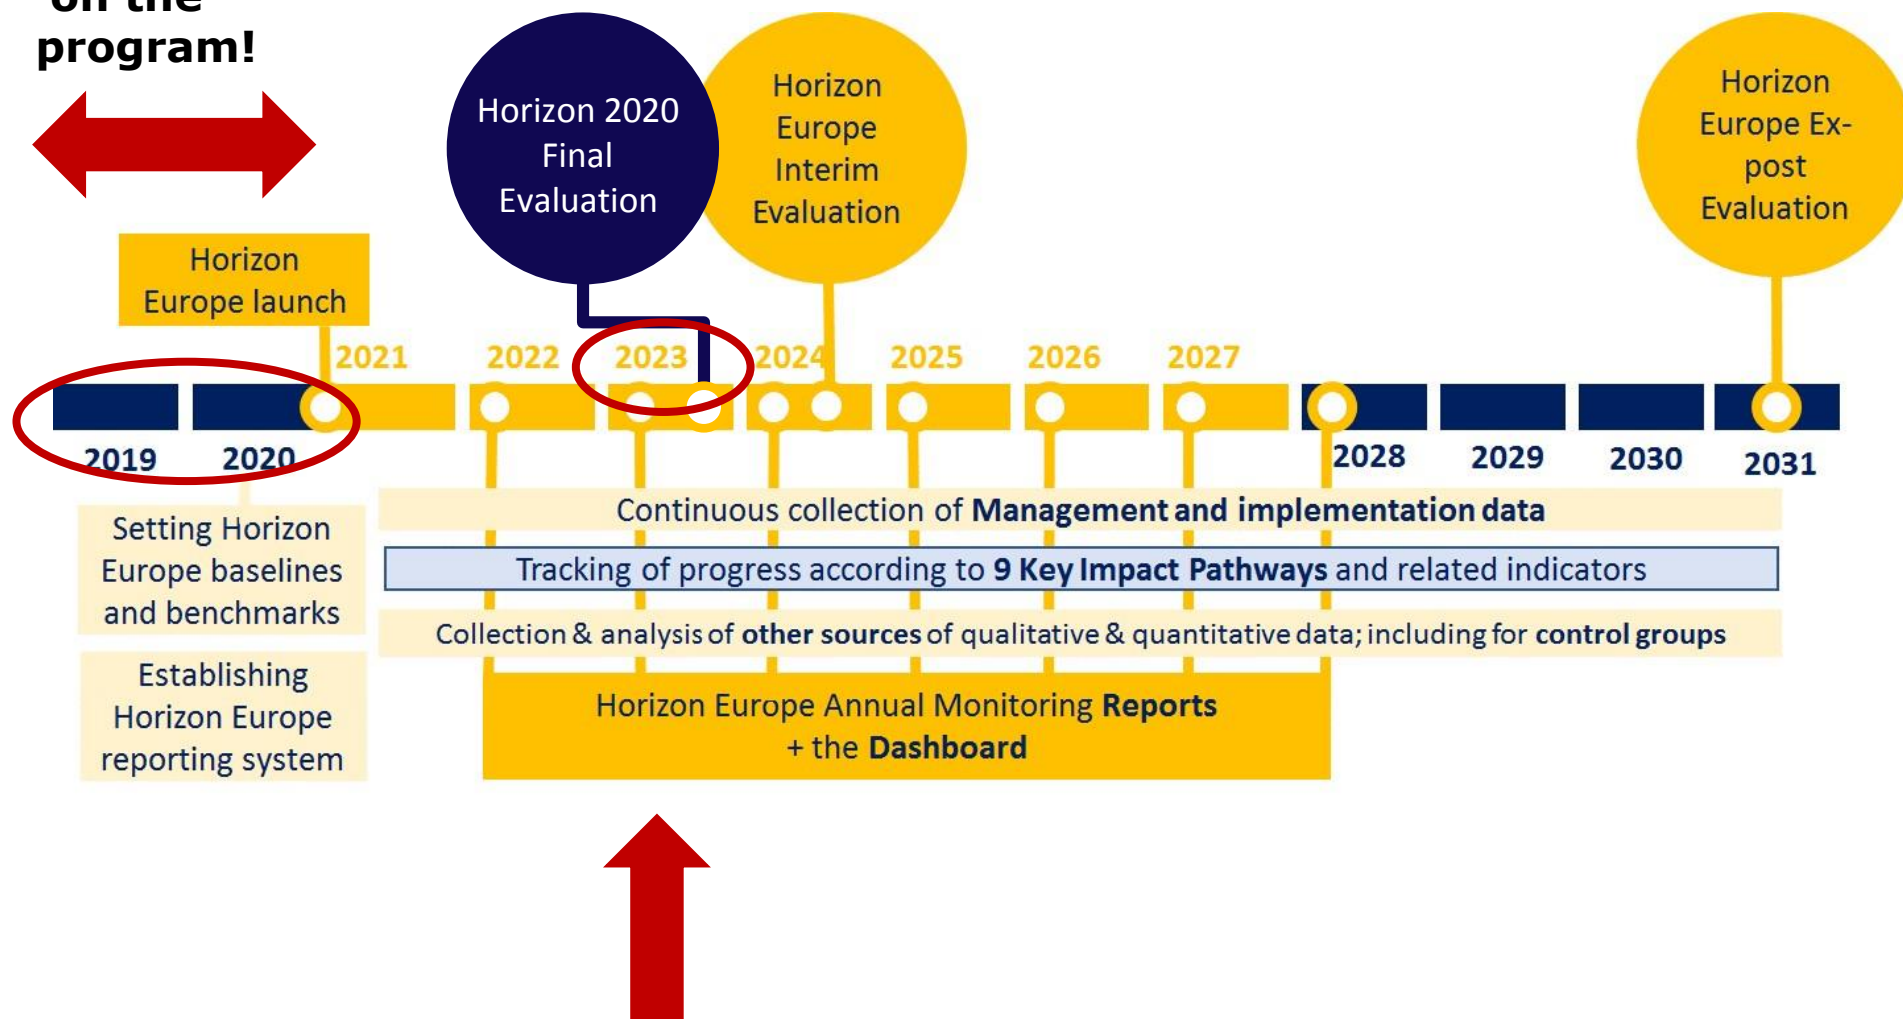 on the
program!
Horizon 2020
Final
Evaluation
Horizon
Europe
Interim
Evaluation
Horizon
Europe Ex-
post
Evaluation
Horizon
Europe launch
2021
2022
2023
2024
2025
2026
2027
2019
2020
2028
2029
2030
2031
Setting Horizon
Europe baselines
and benchmarks
Establishing
Horizon Europe
reporting system
Continuous collection of Management and implementation data
Tracking of progress according to 9 Key Impact Pathways and related indicators
Collection & analysis of other sources of qualitative & quantitative data; including for control groups
Horizon Europe Annual Monitoring Reports
+ the Dashboard